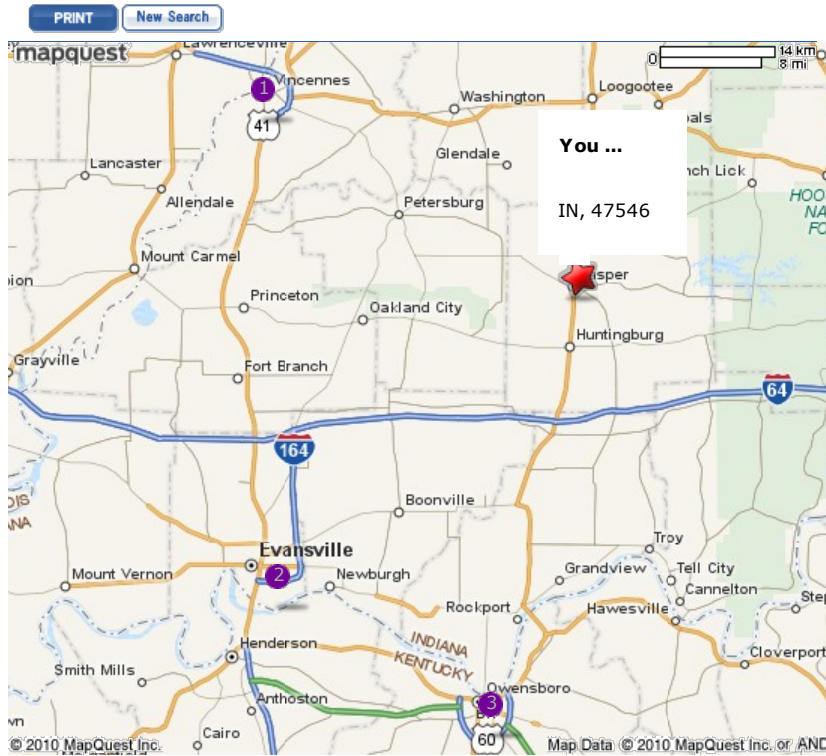 PRINT
New Search
mapquest
Lawrenceville
14 km
0
8 mi
1
Vincennes
Loogootee
Washington
41
You ...
Glendale
Lancaster
Allendale
Petersburg
IN, 47546
Mount Carmel
Princeton
Oakland City
Huntingburg
Grayville
Fort Branch
64
164
Boonville
Evansville
Troy
2
Mount Vernon
Newburgh
Grandview
Tell City
Cannelton
Rockport
Hawesville
Henderson
INDIANA
KENTUCKY
Cloverport
Smith Mills
Owensboro
3
Anthoston
Cairo
60
© 2010 MapQuest Inc.
Map Data © 2010 MapQuest Inc. or AND